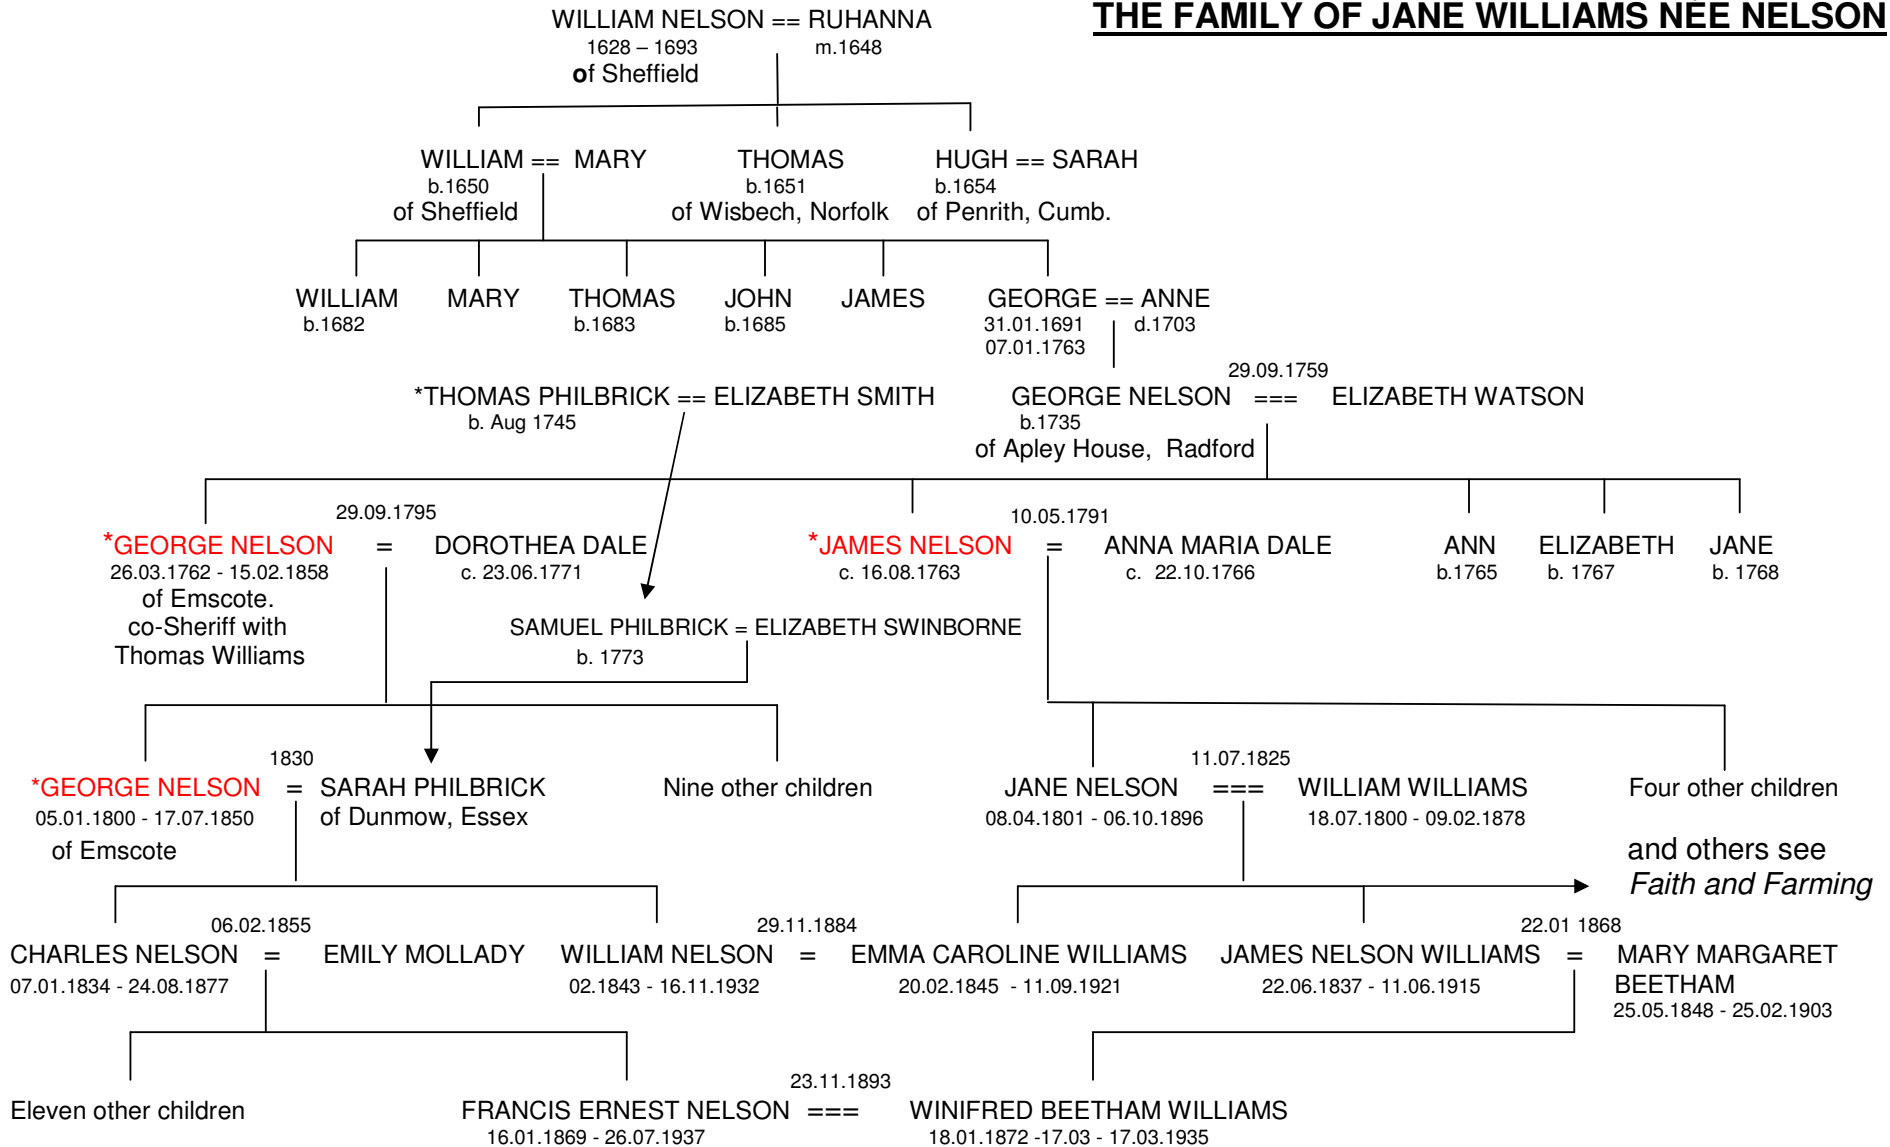 THE FAMILY OF JANE WILLIAMS NÉE NELSON
WILLIAM NELSON == RUHANNA
1628 – 1693 m.1648
of Sheffield
WILLIAM == MARY THOMAS HUGH == SARAH
b.1650 b.1651 b.1654
of Sheffield of Wisbech, Norfolk of Penrith, Cumb.
WILLIAM MARY THOMAS JOHN JAMES GEORGE == ANNE
b.1682 b.1683 b.1685 31.01.1691 d.1703
07.01.1763
29.09.1759
*THOMAS PHILBRICK == ELIZABETH SMITH GEORGE NELSON === ELIZABETH WATSON
b. Aug 1745 b.1735
of Apley House, Radford
29.09.1795 10.05.1791
*GEORGE NELSON = DOROTHEA DALE *JAMES NELSON = ANNA MARIA DALE ANN ELIZABETH JANE
26.03.1762 - 15.02.1858 c. 23.06.1771 c. 16.08.1763 c. 22.10.1766 b.1765 b. 1767 b. 1768
of Emscote.
co-Sheriff with
Thomas Williams
SAMUEL PHILBRICK = ELIZABETH SWINBORNE
b. 1773
1830 11.07.1825
*GEORGE NELSON = SARAH PHILBRICK Nine other children JANE NELSON === WILLIAM WILLIAMS Four other children
05.01.1800 - 17.07.1850 of Dunmow, Essex 08.04.1801 - 06.10.1896 18.07.1800 - 09.02.1878
of Emscote
and others see
Faith and Farming
06.02.1855 29.11.1884 22.01 1868
CHARLES NELSON = EMILY MOLLADY WILLIAM NELSON = EMMA CAROLINE WILLIAMS JAMES NELSON WILLIAMS = MARY MARGARET
BEETHAM
07.01.1834 - 24.08.1877 02.1843 - 16.11.1932 20.02.1845 - 11.09.1921 22.06.1837 - 11.06.1915
25.05.1848 - 25.02.1903
23.11.1893
Eleven other children FRANCIS ERNEST NELSON === WINIFRED BEETHAM WILLIAMS
16.01.1869 - 26.07.1937 18.01.1872 -17.03 - 17.03.1935